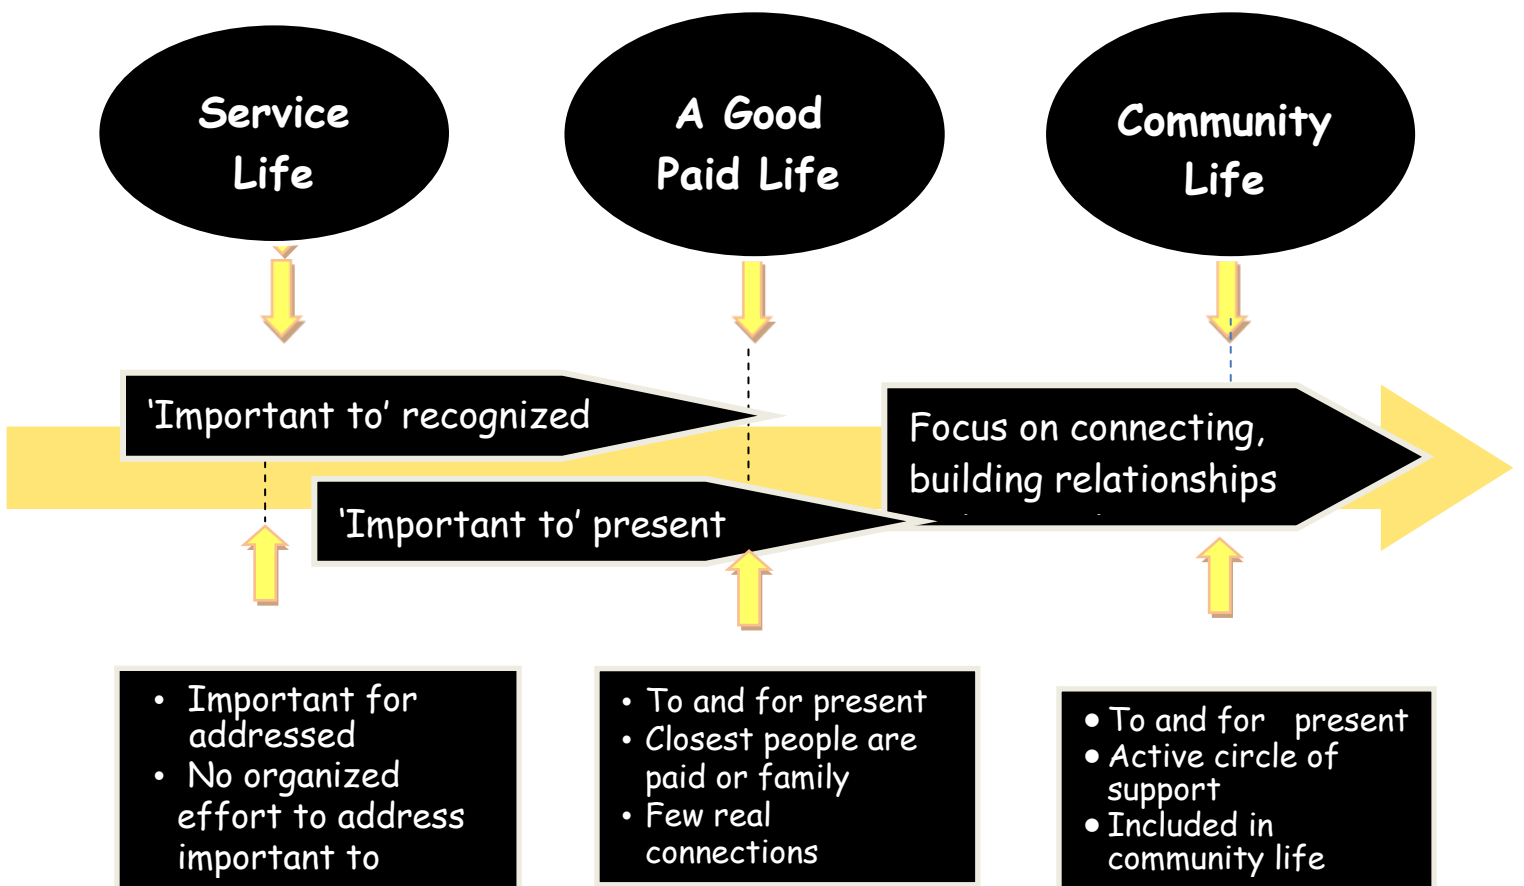 Service
Life
A Good
Paid Life
Community
Life
‘Important to’ recognized
Focus on connecting,
building relationships
‘Important to’ present
• Important for
addressed
• No organized
effort to address
important to
• To and for present
• Closest people are
paid or family
• Few real
connections
• To and for present
• Active circle of
support
• Included in
community life